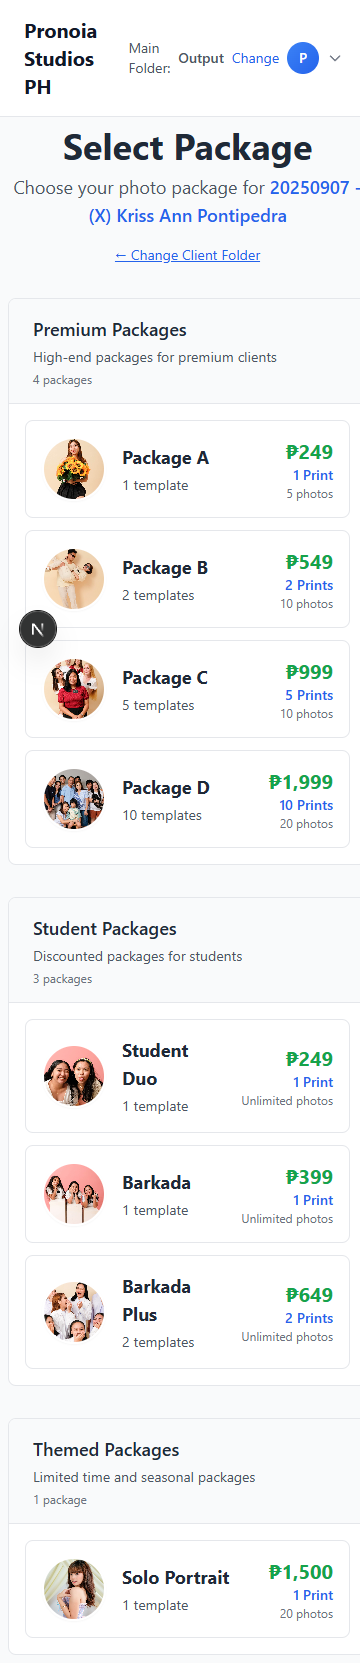 Pronoia
Studios
PH
Main
Folder:
Output
Change
P
Select Package
Choose your photo package for 20250907 -
(X) Kriss Ann Pontipedra
← Change Client Folder
Premium Packages
High-end packages for premium clients
4 packages
Package A
1 template
₱249
1 Print
5 photos
Package B
2 templates
₱549
2 Prints
10 photos
N
Package C
5 templates
₱999
5 Prints
10 photos
Package D
10 templates
₱1,999
10 Prints
20 photos
Student Packages
Discounted packages for students
3 packages
Student
Duo
1 template
₱249
1 Print
Unlimited photos
Barkada
1 template
₱399
1 Print
Unlimited photos
Barkada
Plus
2 templates
₱649
2 Prints
Unlimited photos
Themed Packages
Limited time and seasonal packages
1 package
Solo Portrait
1 template
₱1,500
1 Print
20 photos